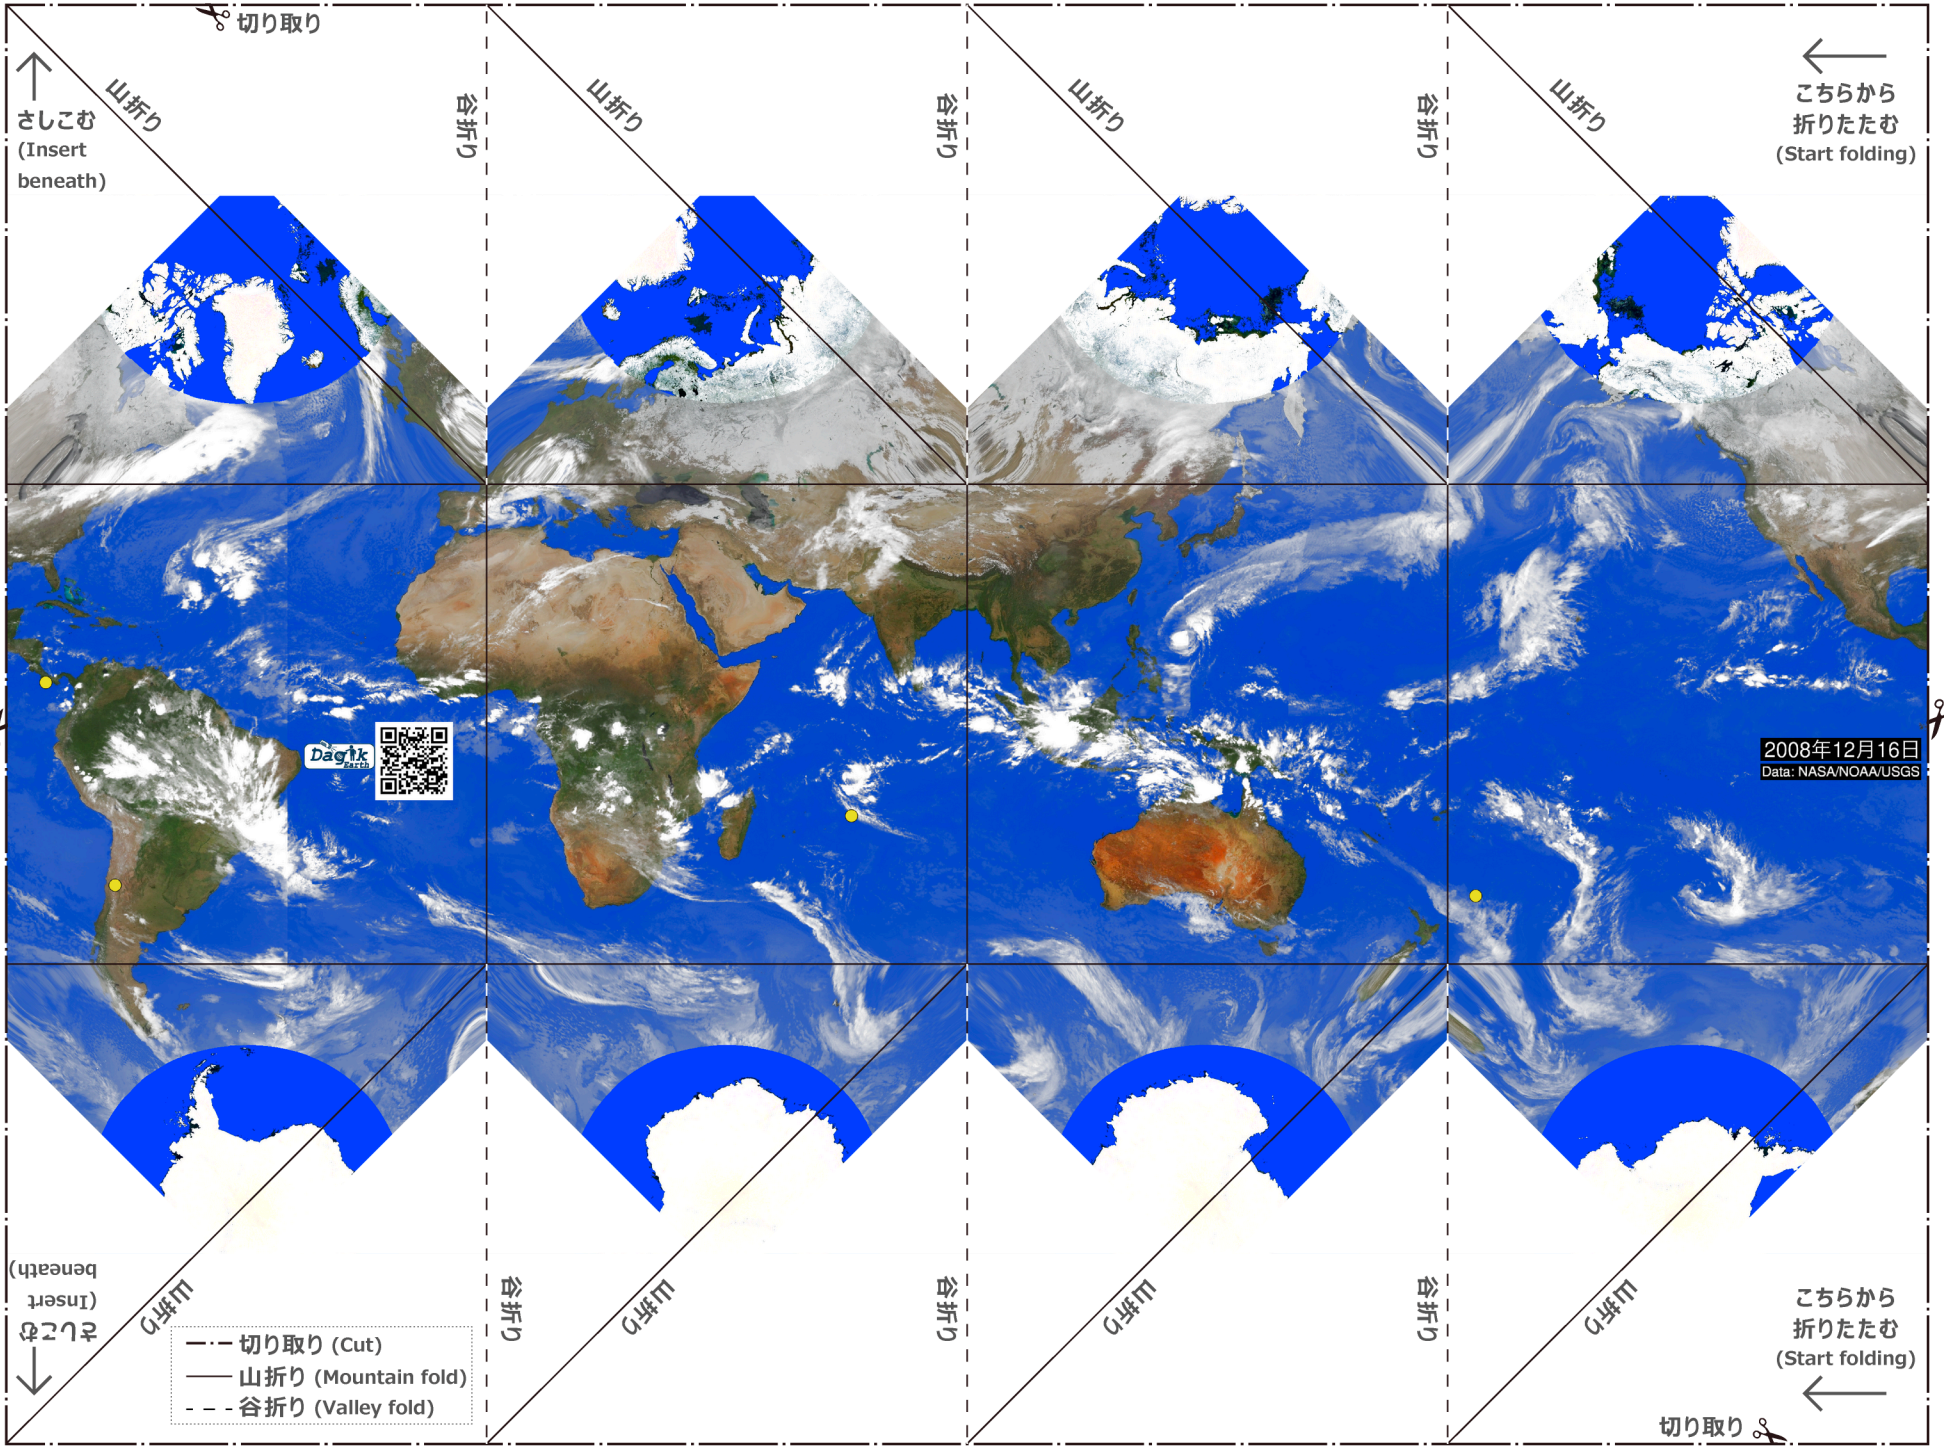 切り取り
さしこむ
(Insert
beneath)
山折り
谷折り
山折り
谷折り
山折り
谷折り
山折り
こちらから
折りたたむ
(Start folding)
Dagik
Earth
2008年12月16日
Data: NASA/NOAA/USGS
さしこむ
(Insert
beneath)
山折り
谷折り
山折り
谷折り
山折り
谷折り
山折り
こちらから
折りたたむ
(Start folding)
切り取り (Cut)
山折り (Mountain fold)
谷折り (Valley fold)
切り取り